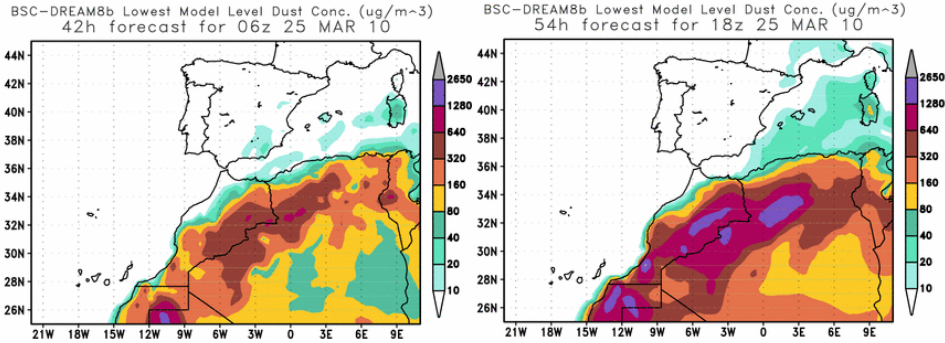 BSC-DREAM8b Lowest Model Level Dust Conc. (ug/m^3)
42h forecast for 06z 25 MAR 10
44N
42N
40N
38N
36N
34N
32N
30N
28N
26N
21W 18W 15W 12W 9W 6W 3W 0 3E 6E 9E
2650
1280
640
320
160
80
40
20
10
BSC-DREAM8b Lowest Model Level Dust Conc. (ug/m^3)
54h forecast for 18z 25 MAR 10
44N
42N
40N
38N
36N
34N
32N
30N
28N
26N
21W 18W 15W 12W 9W 6W 3W 0 3E 6E 9E
2650
1280
640
320
160
80
40
20
10